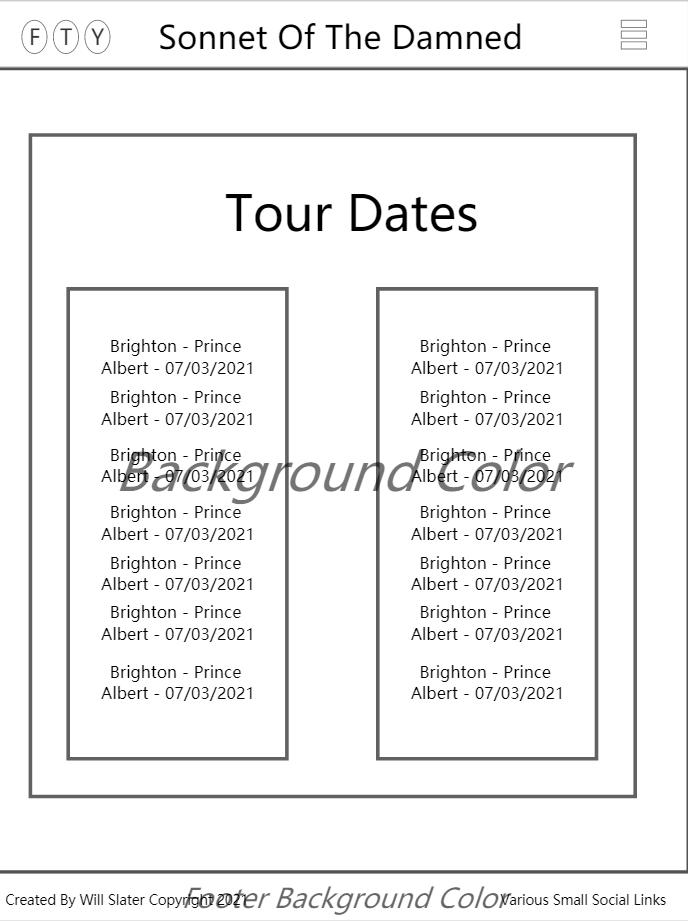 F T Y Sonnet Of The Damned
Tour Dates
Brighton - Prince
Albert - 07/03/2021
Brighton - Prince
Albert - 07/03/2021
Brighton - Prince
Albert - 07/03/2021
Brighton - Prince
Albert - 07/03/2021
Brighton - Prince
Albert - 07/03/2021
Brighton - Prince
Albert - 07/03/2021
Brighton - Prince
Albert - 07/03/2021
Brighton - Prince
Albert - 07/03/2021
Brighton - Prince
Albert - 07/03/2021
Brighton - Prince
Albert - 07/03/2021
Brighton - Prince
Albert - 07/03/2021
Brighton - Prince
Albert - 07/03/2021
Brighton - Prince
Albert - 07/03/2021
Brighton - Prince
Albert - 07/03/2021
Background Color
Created By Will Slater Copyright 2021
Footer Background Color
Various Small Social Links